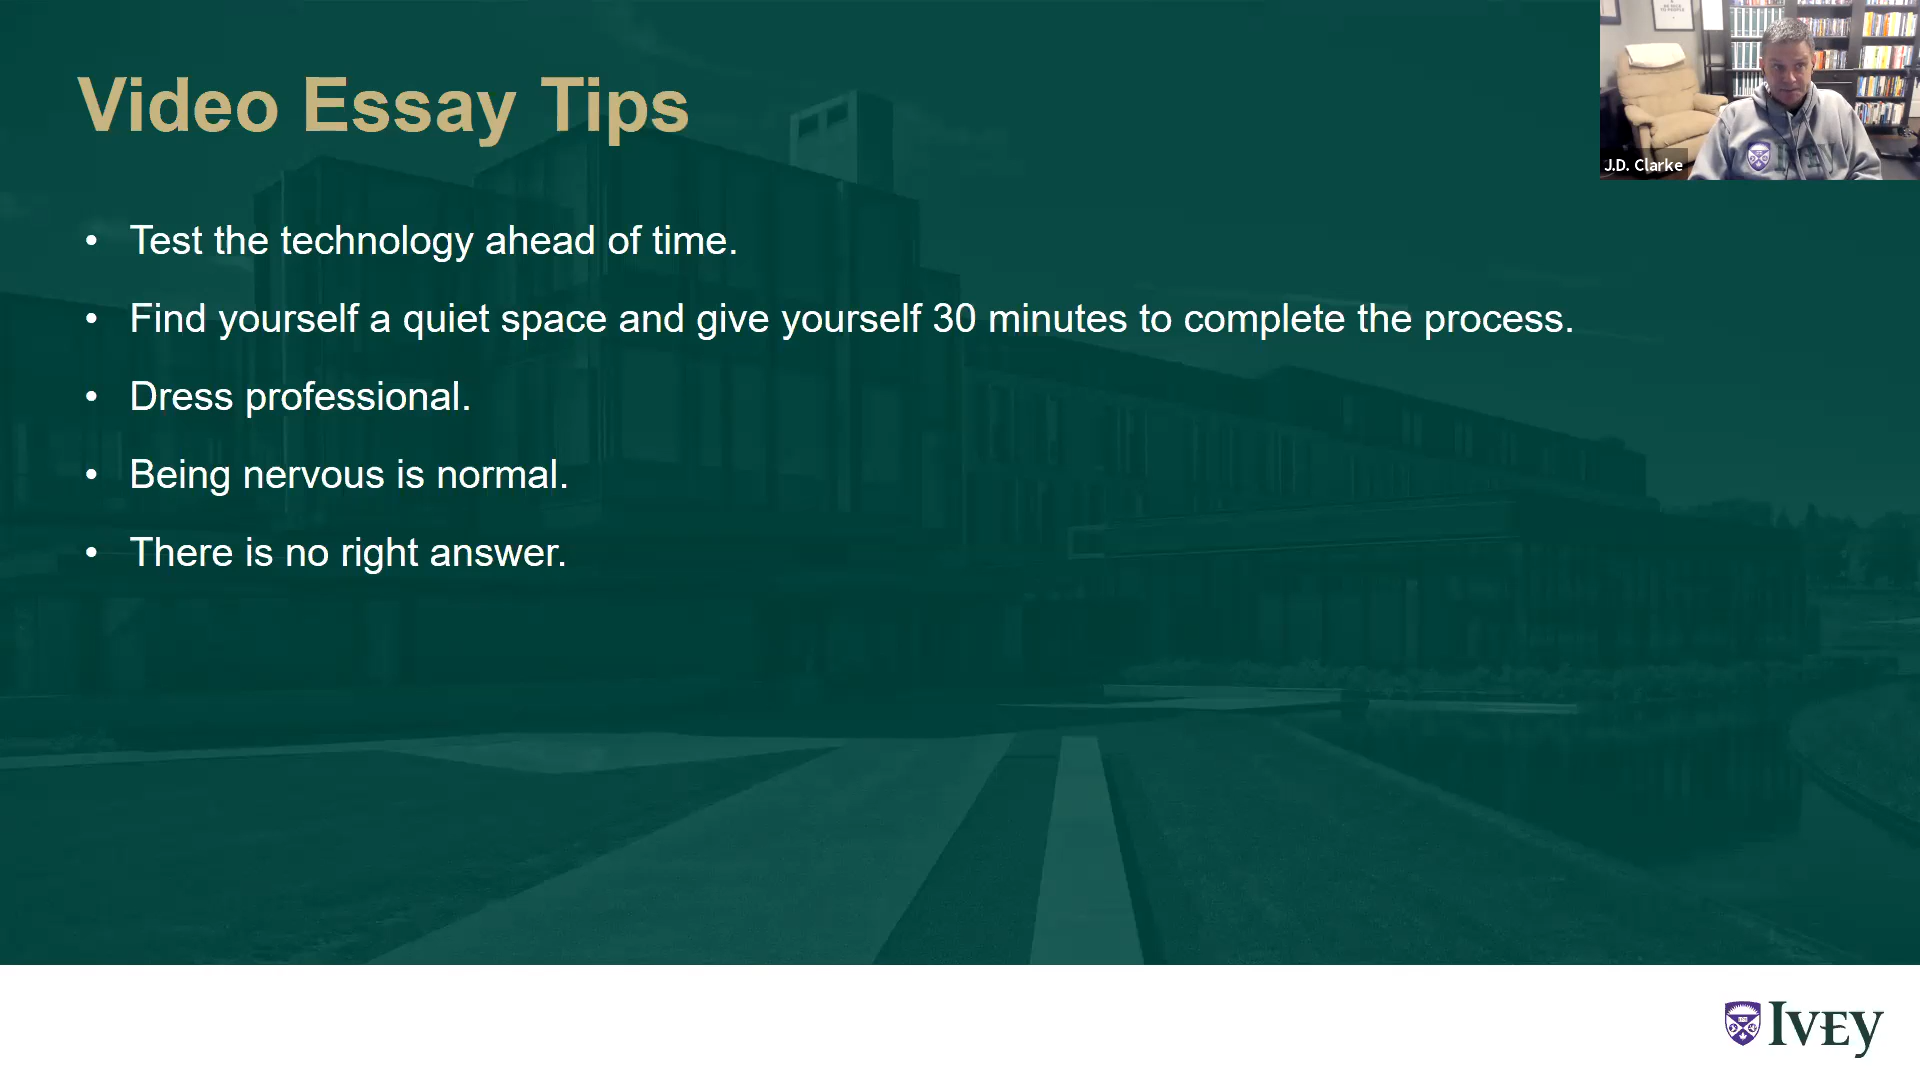 Video Essay Tips
• Test the technology ahead of time.
• Find yourself a quiet space and give yourself 30 minutes to complete the process.
• Dress professional.
• Being nervous is normal.
• There is no right answer.
J.D. Clarke
IVEY